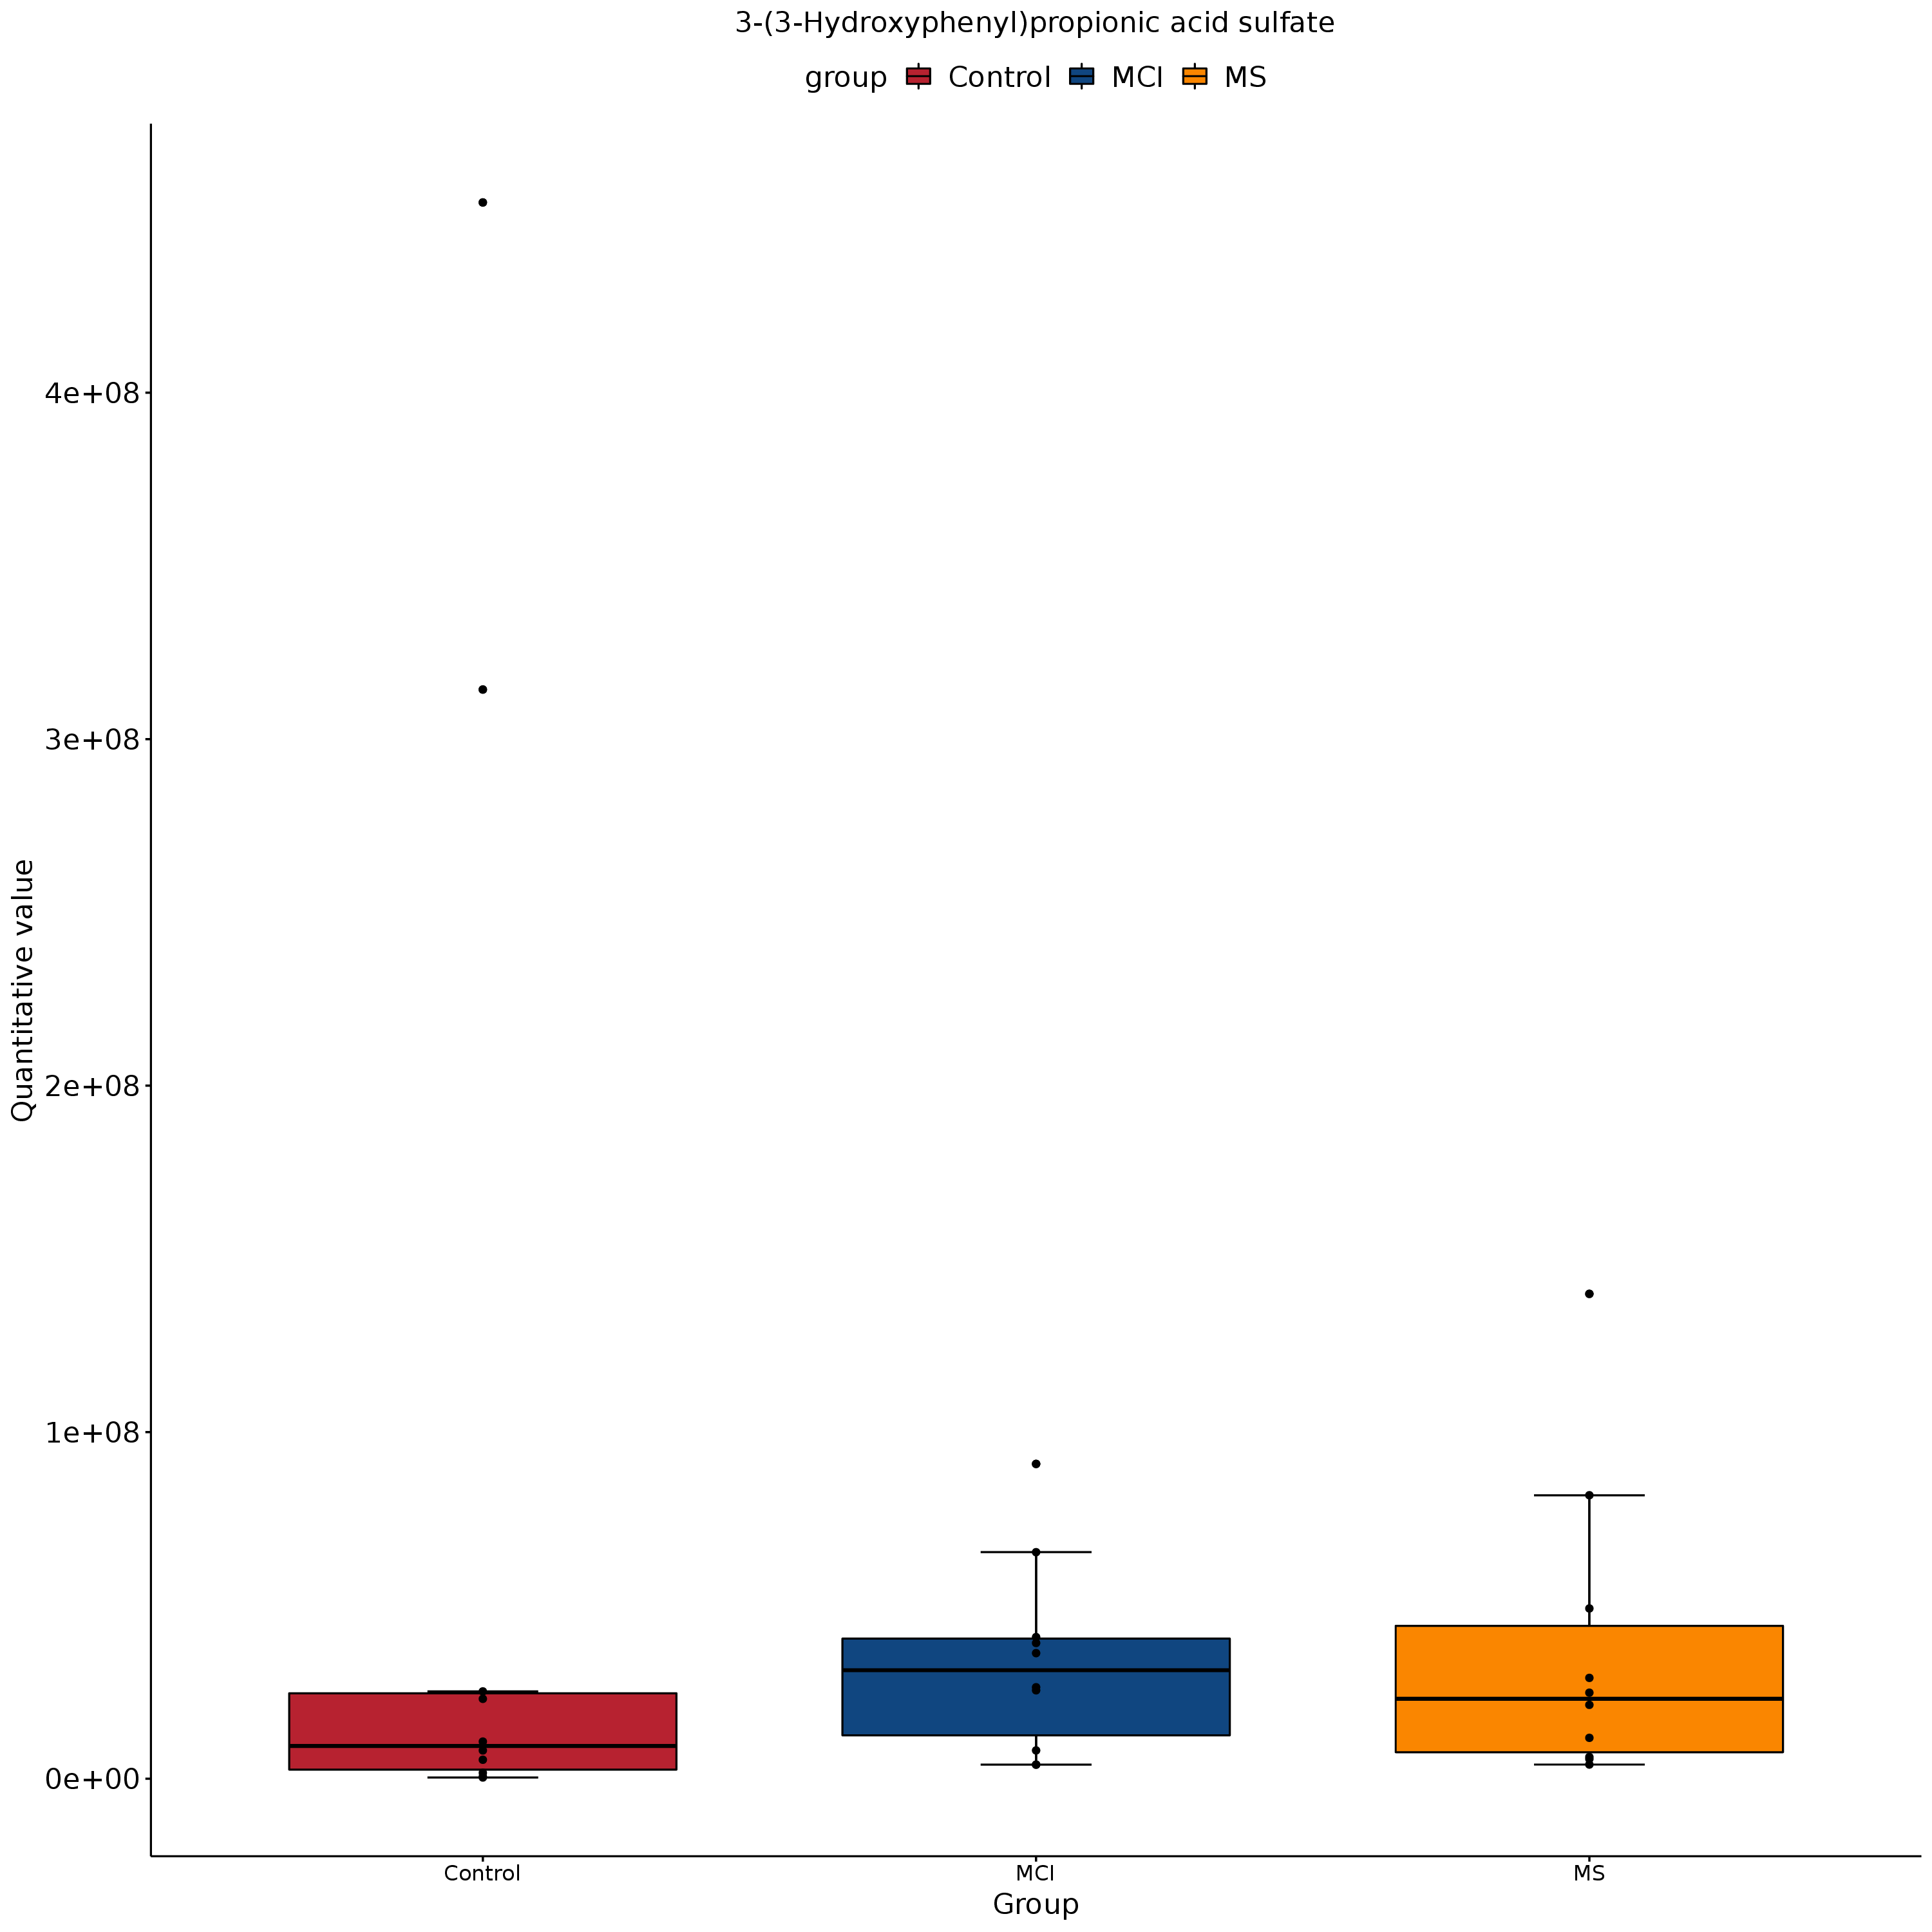 3-(3-Hydroxyphenyl)propionic acid sulfate
group Control MCI MS
Quantitative value
4e+08
3e+08
2e+08
1e+08
0e+00
Control MCI MS
Group